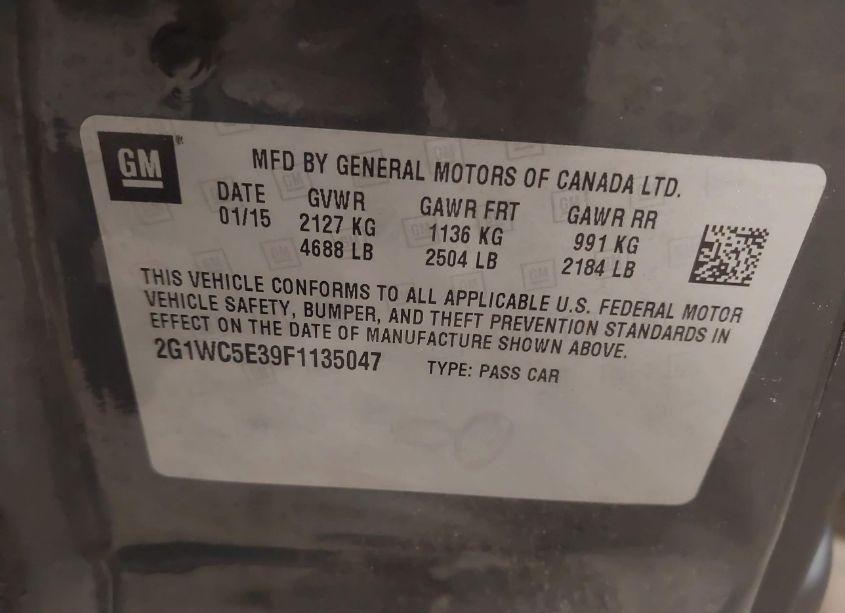 GM
MFD BY GENERAL MOTORS OF CANADA LTD.
DATE GVWR GAWR FRT GAWR RR
01/15 2127 KG 1136 KG 991 KG
4688 LB 2504 LB 2184 LB
THIS VEHICLE CONFORMS TO ALL APPLICABLE U.S. FEDERAL MOTOR
VEHICLE SAFETY, BUMPER, AND THEFT PREVENTION STANDARDS IN
EFFECT ON THE DATE OF MANUFACTURE SHOWN ABOVE.
2G1WC5E39F1135047 TYPE: PASS CAR